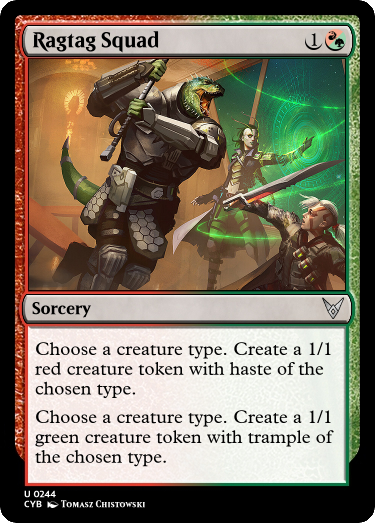 Ragtag Squad 1
Sorcery
Choose a creature type. Create a 1/1
red creature token with haste of the
chosen type.
Choose a creature type. Create a 1/1
green creature token with trample of
the chosen type.
U 0244
CYB Tomasz Chistowski